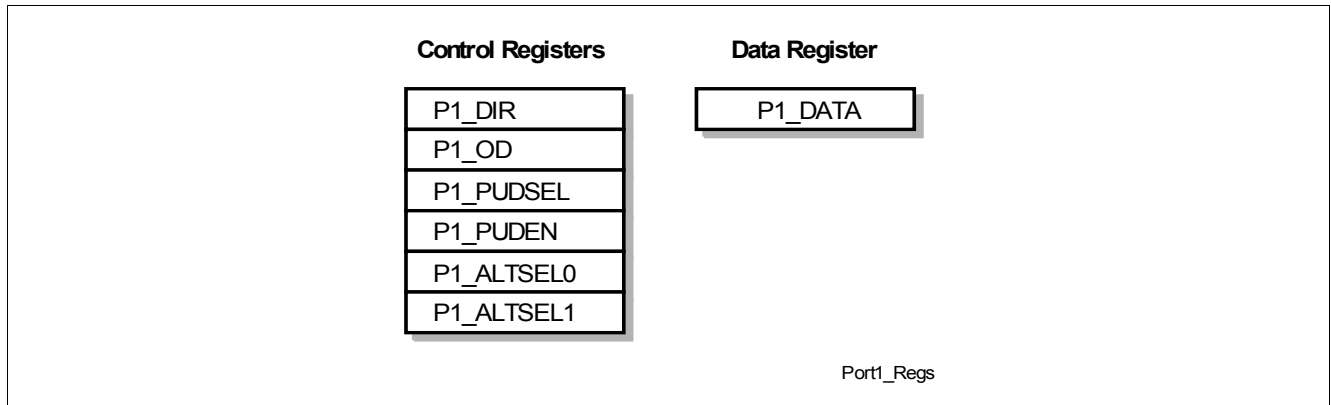 Control Registers
Data Register
P1_DIR
P1_DATA
P1_OD
P1_PUDSEL
P1_PUDEN
P1_ALTSEL0
P1_ALTSEL1
Port1_Regs